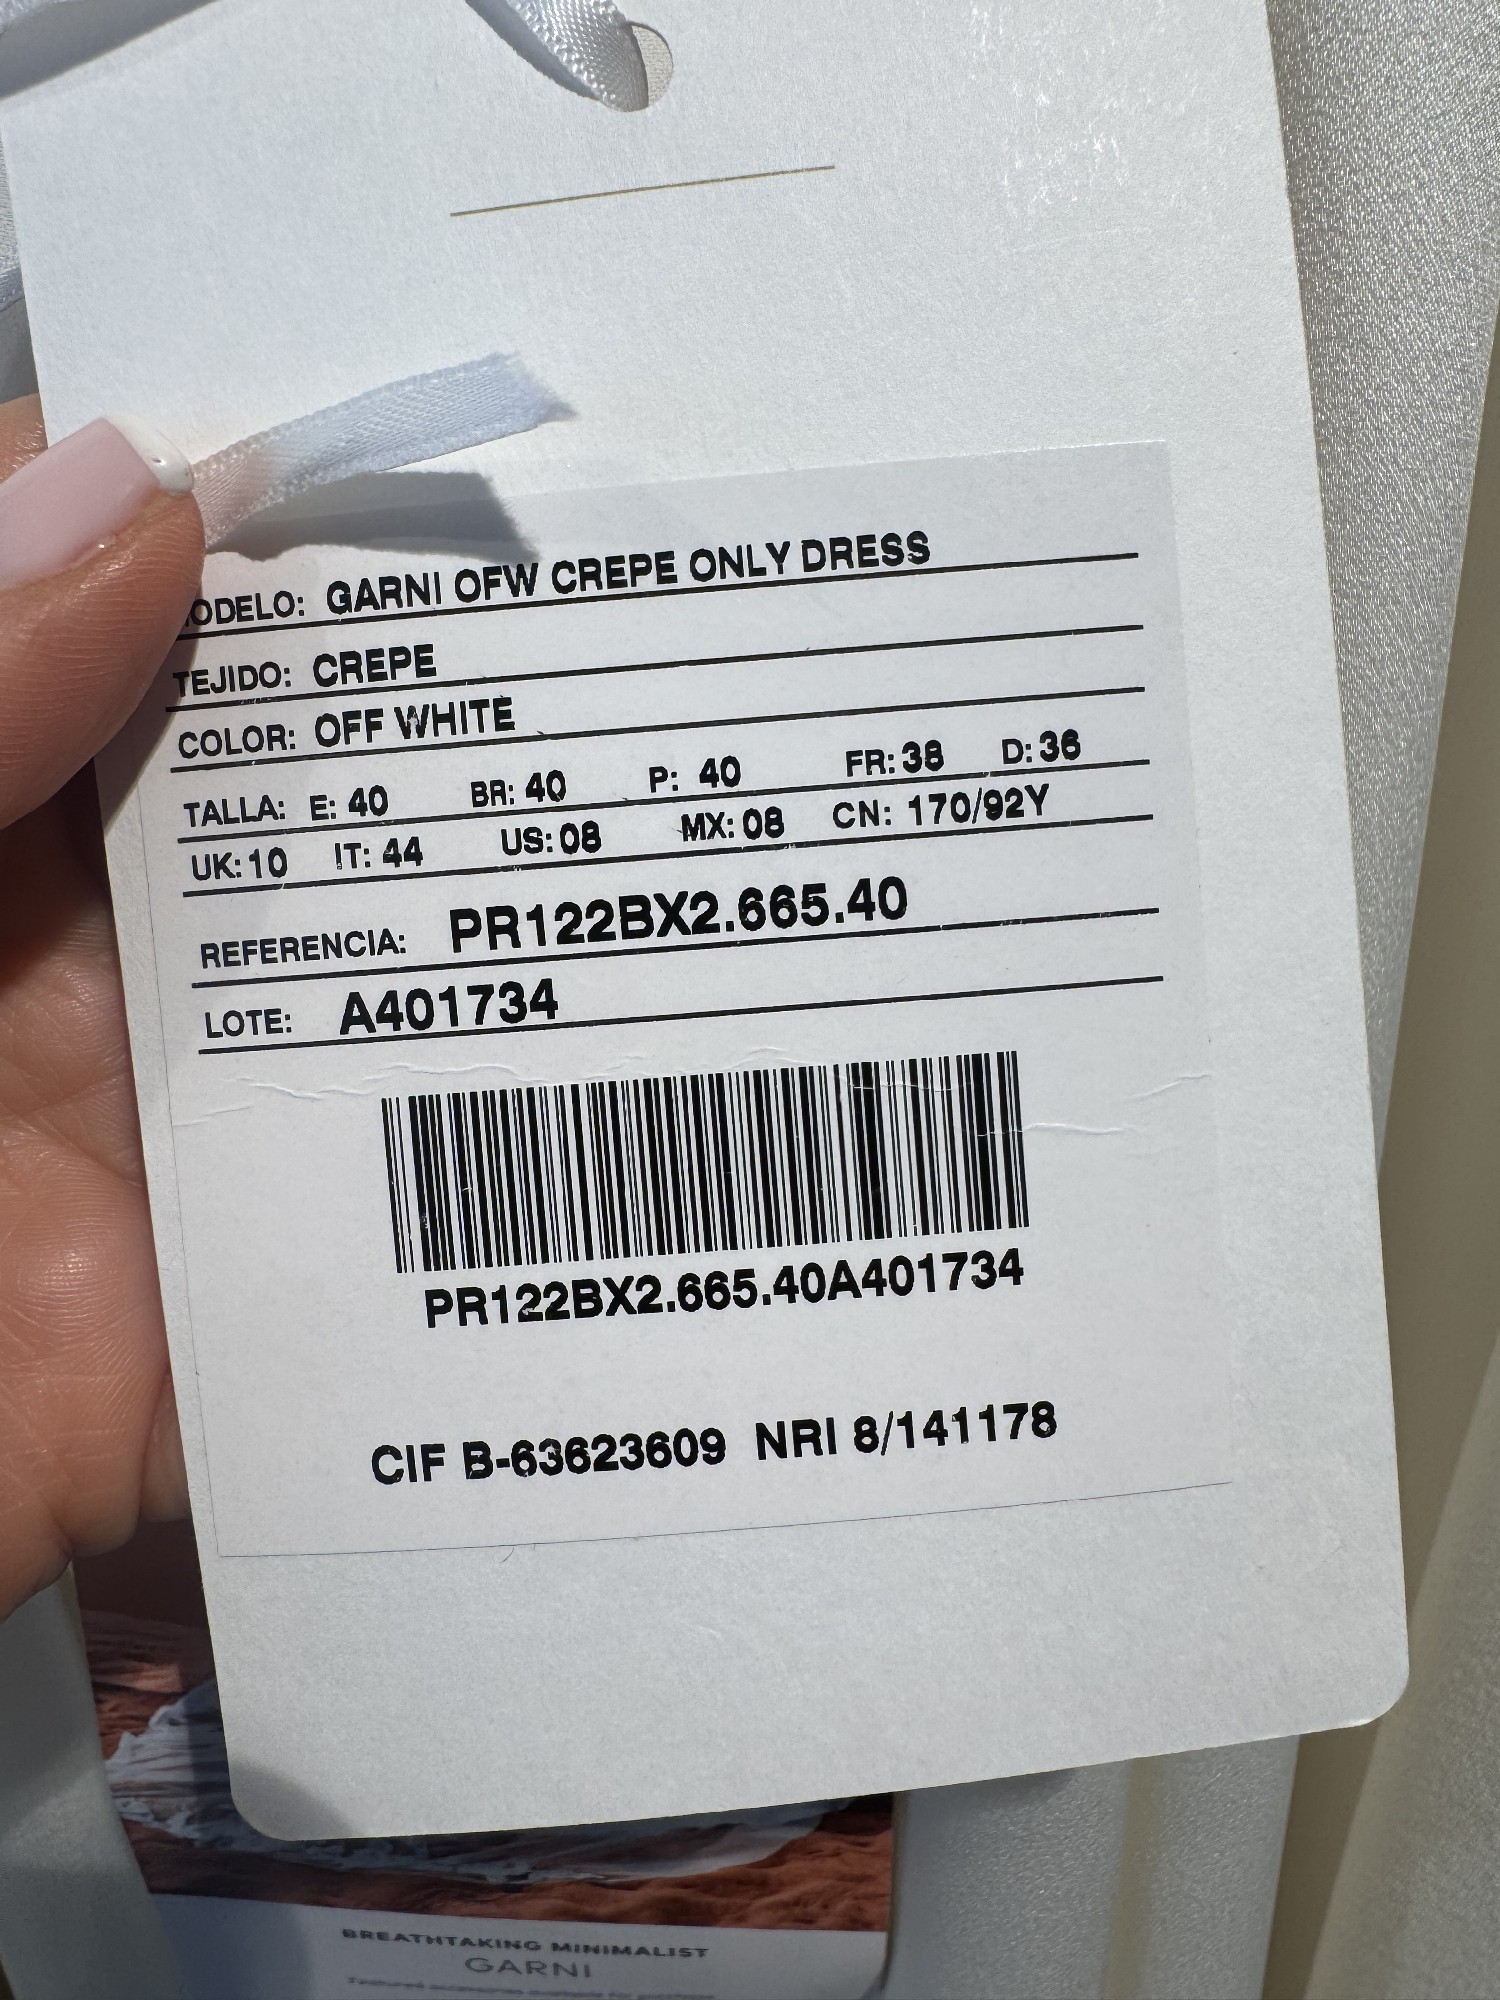 ODELO: GARNI OFW CREPE ONLY DRESS
TEJIDO: CREPE
COLOR: OFF WHITE
TALLA: E: 40 BR: 40 P: 40 FR: 38 D: 36
UK: 10 IT: 44 US: 08 MX: 08 CN: 170/92Y
REFERENCIA: PR122BX2.665.40
LOTE: A401734
PR122BX2.665.40A401734
CIF B-63623609 NRI 8/141178
BREATHTAKING MINIMALIST
GARNI